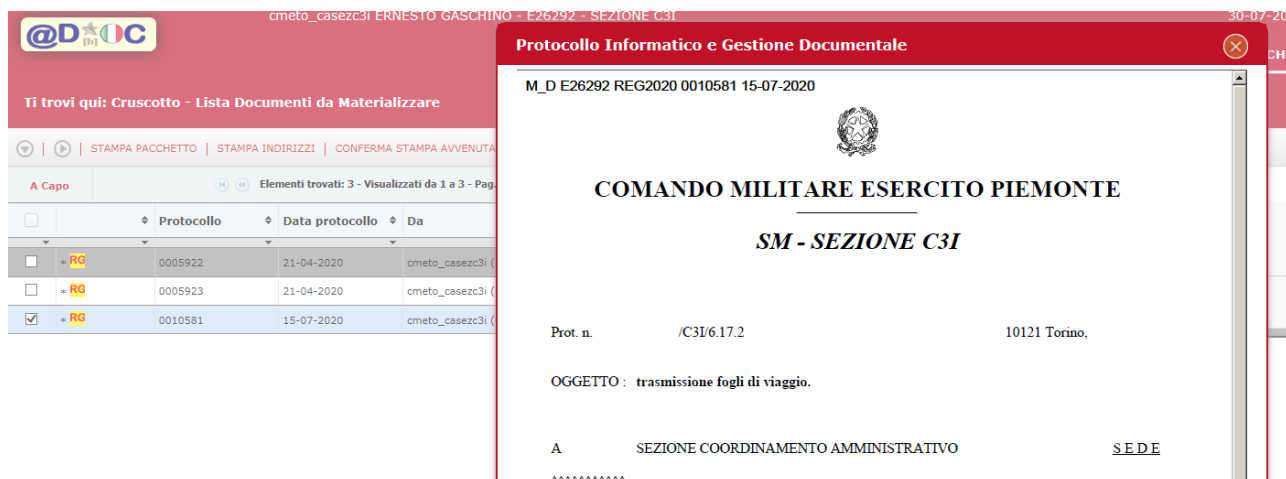 cmeto_casezc3i ERNESTO GASCHINO - E26292 - SEZIONE C3I
30-07-20
@D[h]OC
Ti trovi qui: Cruscotto - Lista Documenti da Materializzare
STAMPA PACCHETTO | STAMPA INDIRIZZI | CONFERMA STAMPA AVVENUTA
A Capo
Elementi trovati: 3 - Visualizzati da 1 a 3 - Pag.
Protocollo Data protocollo Da
* RG 0005922 21-04-2020 cmeto_casezc3i (
* RG 0005923 21-04-2020 cmeto_casezc3i (
* RG 0010581 15-07-2020 cmeto_casezc3i (
Protocollo Informatico e Gestione Documentale
CH
M_D E26292 REG2020 0010581 15-07-2020
COMANDO MILITARE ESERCITO PIEMONTE
SM - SEZIONE C3I
Prot. n. /C3I/6.17.2 10121 Torino,
OGGETTO : trasmissione fogli di viaggio.
A SEZIONE COORDINAMENTO AMMINISTRATIVO S E D E
^^^^^^^^^^^